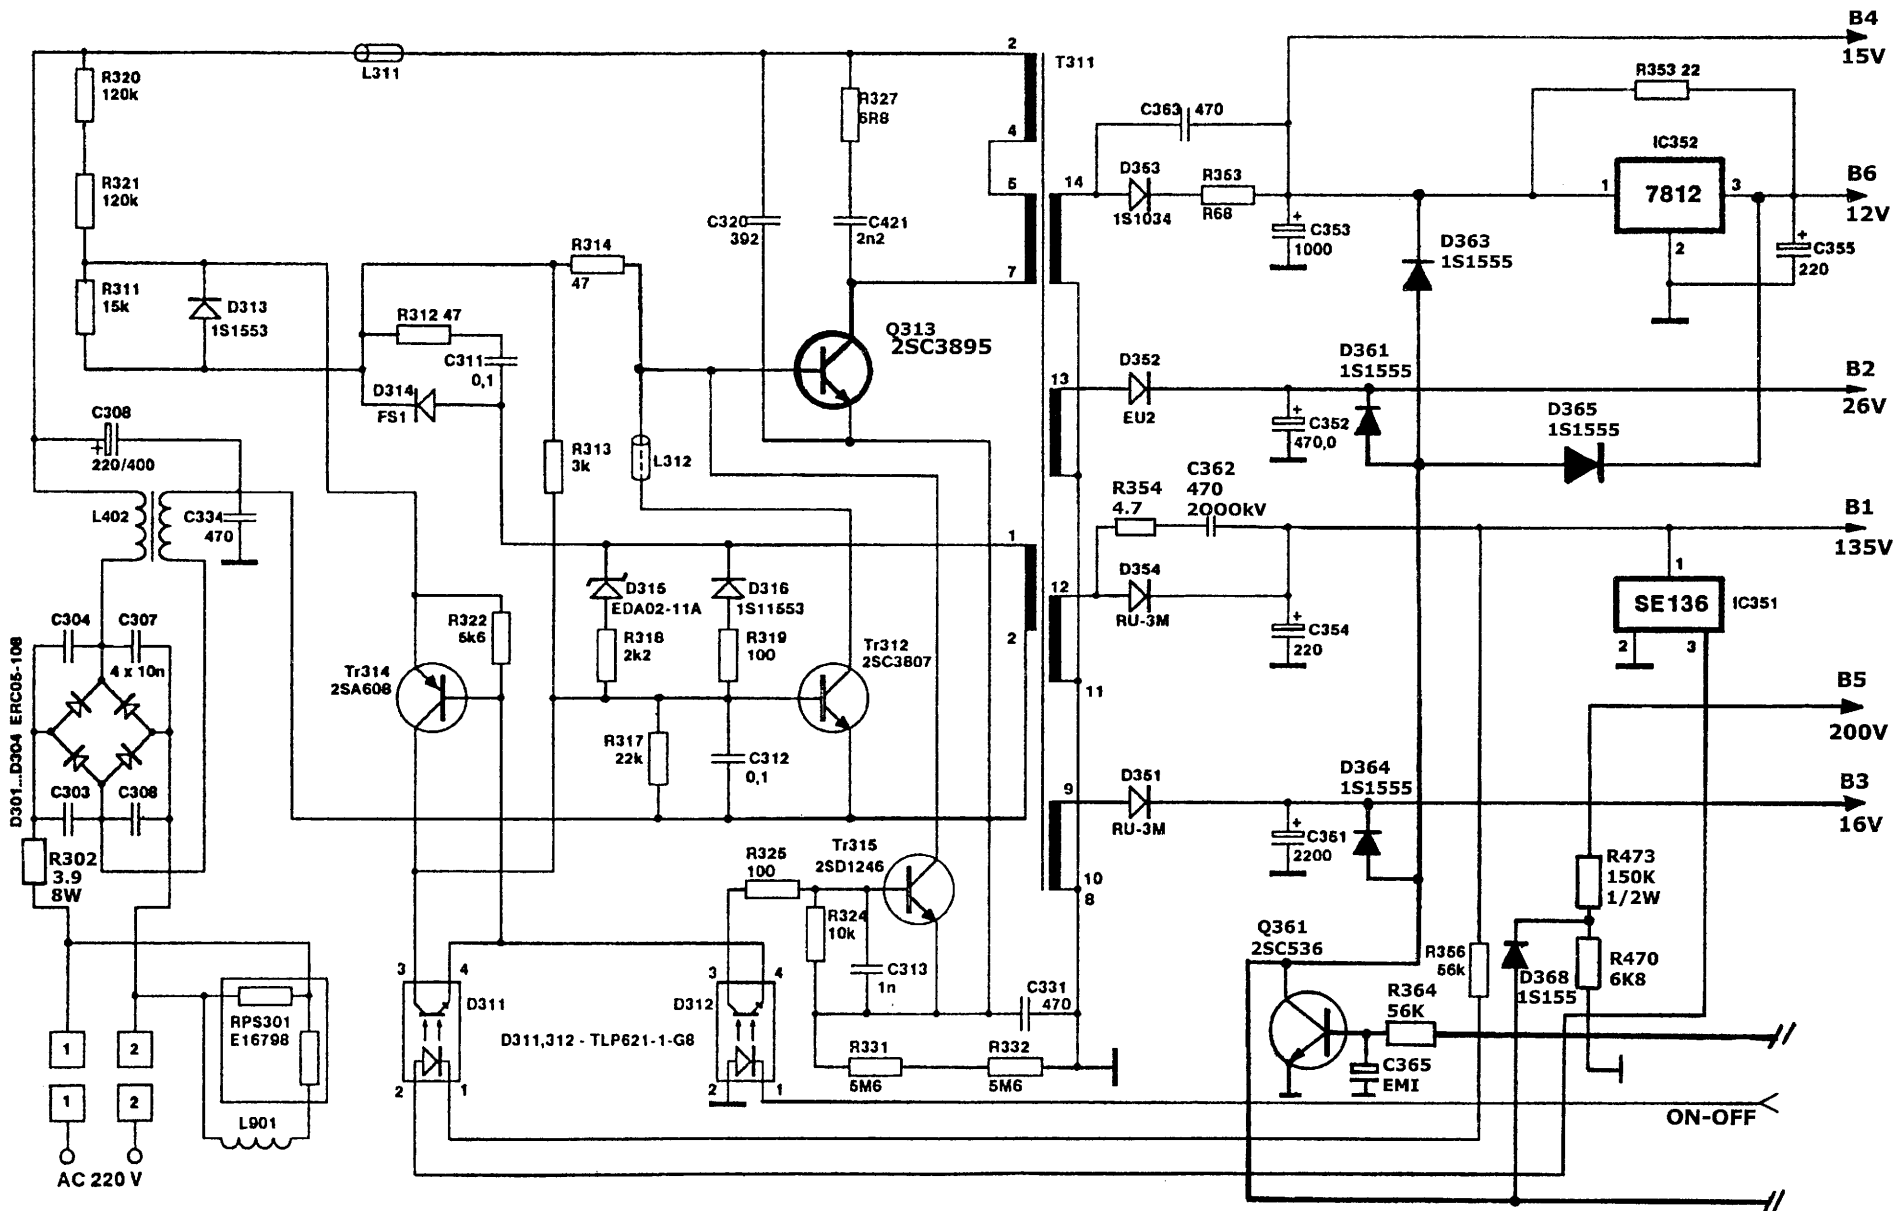 B4
15V
2
T311
L311
R320
120k
R327
6R8
R353 22
C363 470
4
IC352
R321
120k
5
14
D353
1S1034
R353
R68
1
7812
3
B6
12V
2
C320
392
C421
2n2
+
C353
1000
D363
1S1555
+
C355
220
R314
47
7
R311
15k
D313
1S1553
R312 47
C311
0,1
D314
FS1
Q313
2SC3895
D352
EU2
13
D361
1S1555
B2
26V
+
C352
470,0
D365
1S1555
C308
+
220/400
R313
3k
L312
L402
C334
470
R354
4.7
C362
470
2000kV
B1
135V
1
12
D354
RU-3M
1
SE136
IC351
2
3
C354
220
D315
EDA02-11A
D316
1S11553
R322
5k6
R318
2k2
R319
100
Tr312
2SC3807
2
11
C304
C307
4 x 10n
Tr314
2SA608
D301...D304 ERC05-108
R317
22k
C312
0,1
B5
200V
C303
C308
9
D351
RU-3M
D364
1S1555
B3
16V
+
C351
2200
R302
3.9
8W
R325
100
Tr315
2SD1246
R324
10k
10
8
R473
150K
1/2W
Q361
2SC536
R356
56k
D368
1S155
R470
6K8
3
4
D311
3
4
D312
C313
1n
C331
470
R364
56K
RPS301
E16798
D311,312 - TLP621-1-G8
R331
5M6
R332
5M6
C365
EMI
1
2
2
1
2
1
1
2
ON-OFF
L901
AC 220 V